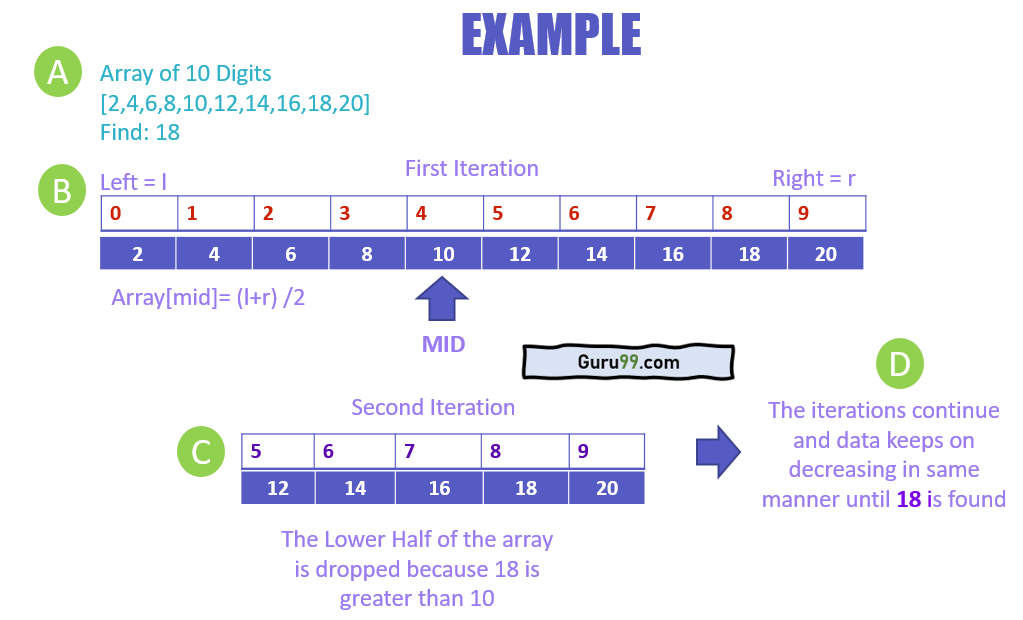 EXAMPLE
A
Array of 10 Digits
[2,4,6,8,10,12,14,16,18,20]
Find: 18
B
Left = l
First Iteration
Right = r
0 1 2 3 4 5 6 7 8 9
2 4 6 8 10 12 14 16 18 20
Array[mid]= (l+r) /2
MID
Guru99.com
Second Iteration
C
5 6 7 8 9
12 14 16 18 20
The Lower Half of the array
is dropped because 18 is
greater than 10
D
The iterations continue
and data keeps on
decreasing in same
manner until 18 is found